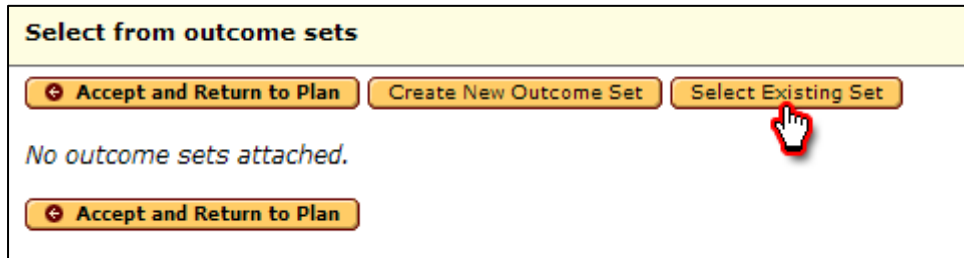 Select from outcome sets
Accept and Return to Plan Create New Outcome Set Select Existing Set
No outcome sets attached.
Accept and Return to Plan